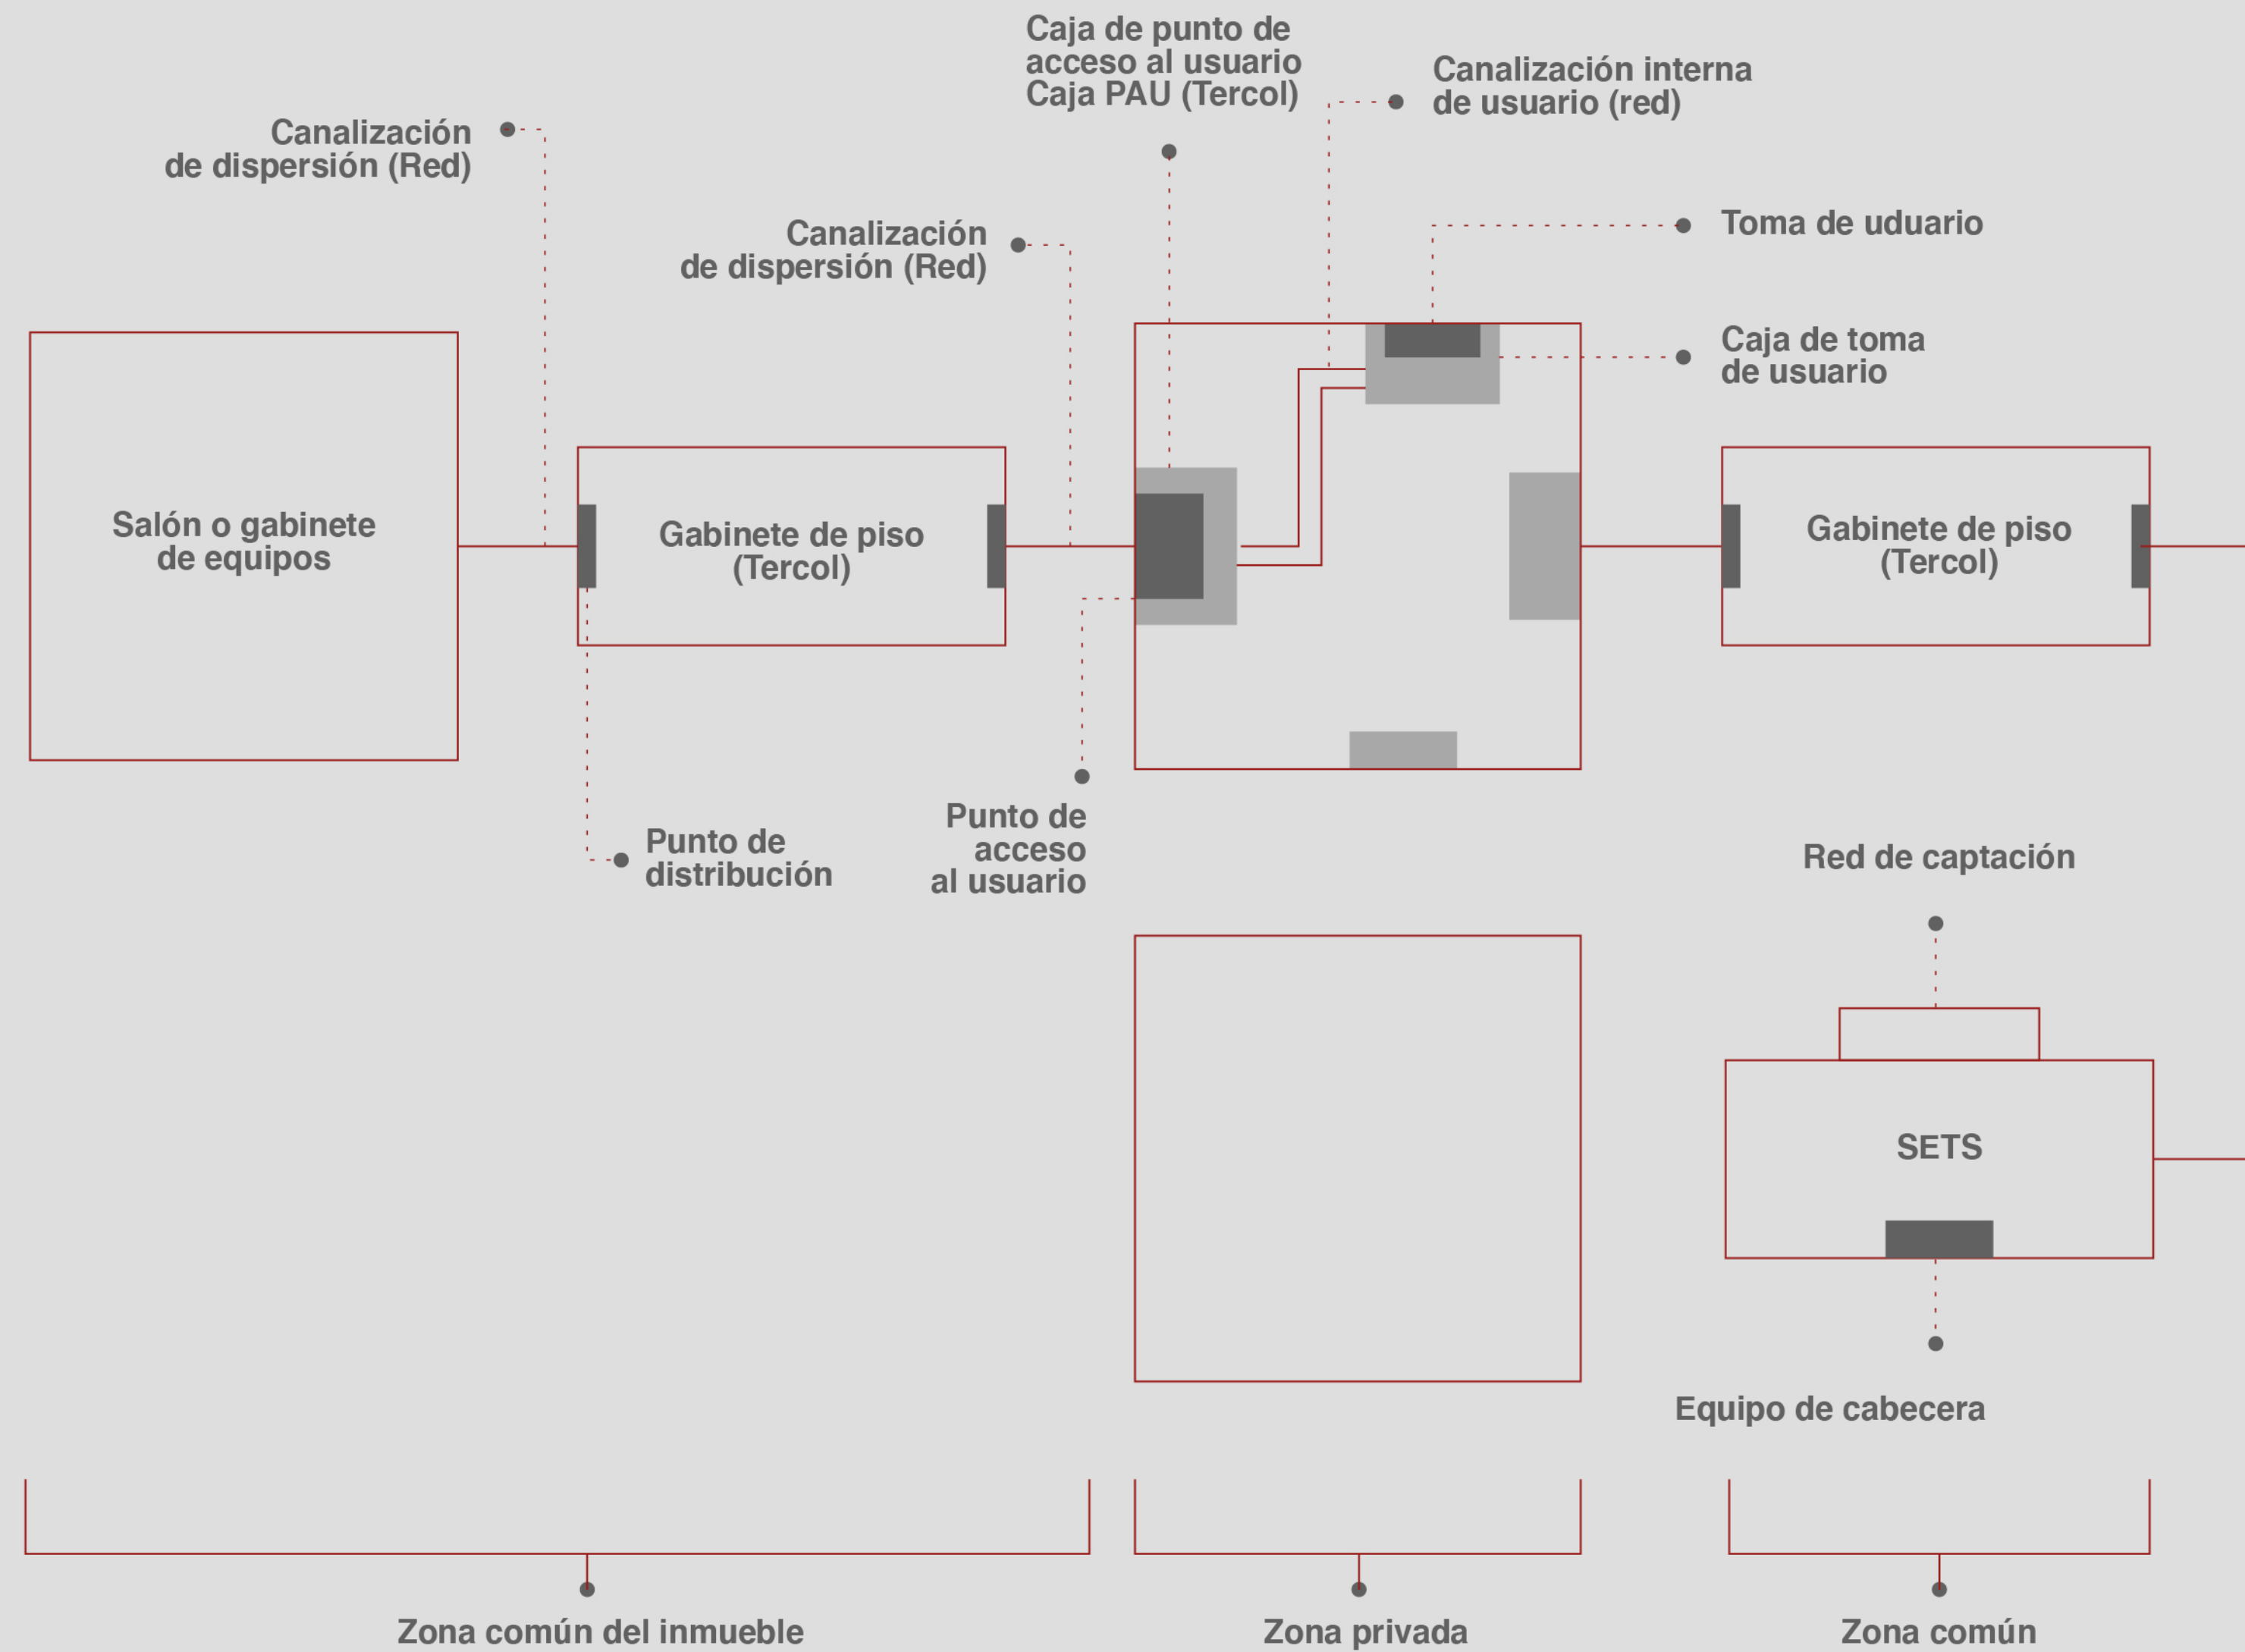 Caja de punto de
acceso al usuario
Caja PAU (Tercol)
Canalización interna
de usuario (red)
Canalización
de dispersión (Red)
Canalización
de dispersión (Red)
Toma de uduario
Caja de toma
de usuario
Salón o gabinete
de equipos
Gabinete de piso
(Tercol)
Gabinete de piso
(Tercol)
Punto de
distribución
Punto de
acceso
al usuario
Red de captación
SETS
Equipo de cabecera
Zona común del inmueble
Zona privada
Zona común